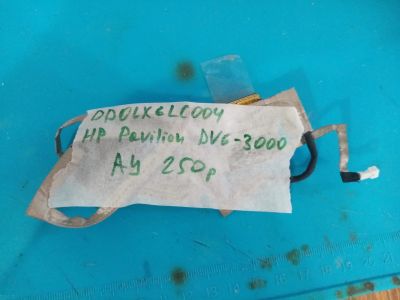 DD0LX6LC004
HP Pavilion DV6-3000
АУ 250р